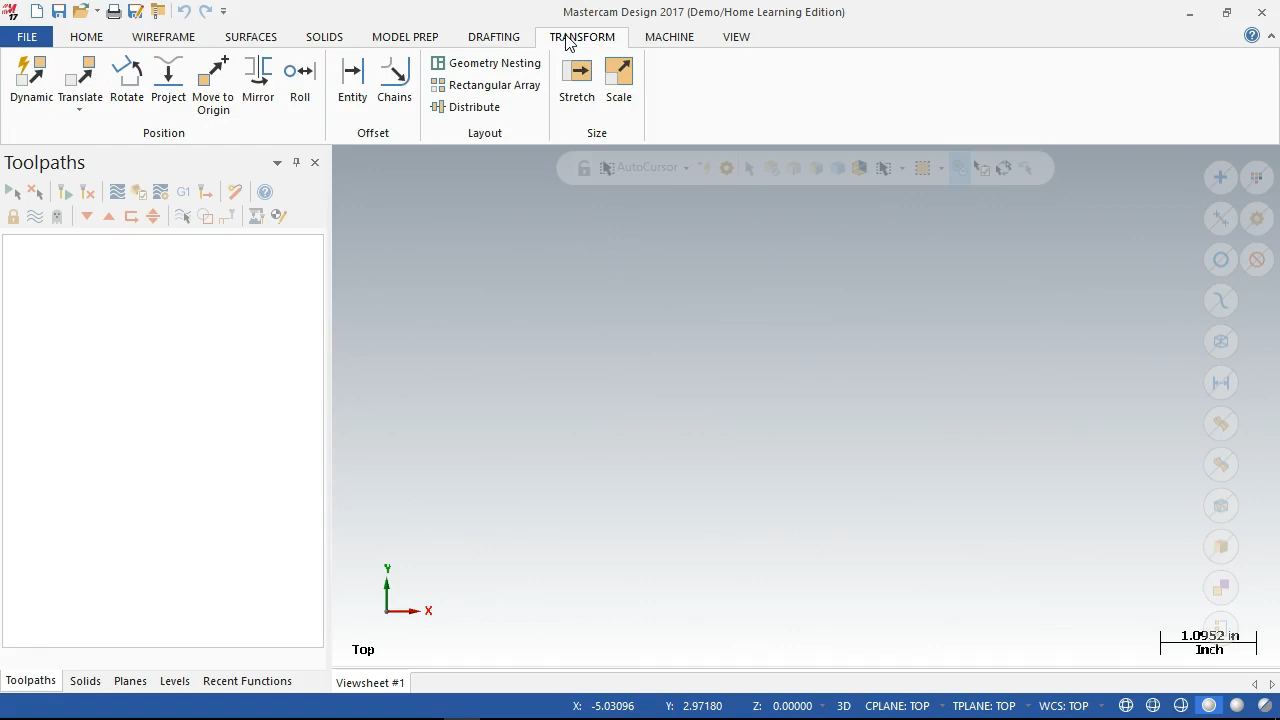 Mastercam Design 2017 (Demo/Home Learning Edition)
FILE HOME WIREFRAME SURFACES SOLIDS MODEL PREP DRAFTING TRANSFORM MACHINE VIEW
Dynamic Translate Rotate Project Move to Origin Mirror Roll
Position
Entity Chains
Offset
Geometry Nesting
Rectangular Array
Distribute
Layout
Stretch Scale
Size
Toolpaths
G1
AutoCursor
Y
X
Top
1.0952 in
Inch
Toolpaths Solids Planes Levels Recent Functions
Viewsheet #1
X: -5.03096 Y: 2.97180 Z: 0.00000 3D CPLANE: TOP TPLANE: TOP WCS: TOP
17